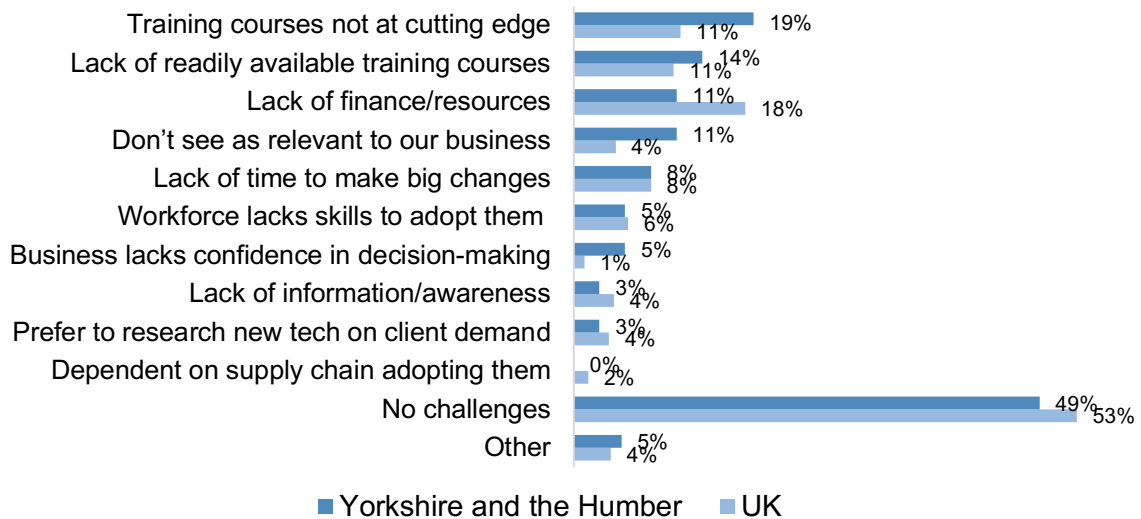 Training courses not at cutting edge
19%
11%
Lack of readily available training courses
14%
11%
Lack of finance/resources
11%
18%
Don’t see as relevant to our business
11%
4%
Lack of time to make big changes
8%
8%
Workforce lacks skills to adopt them
5%
6%
Business lacks confidence in decision-making
5%
1%
Lack of information/awareness
3%
4%
Prefer to research new tech on client demand
3%
4%
Dependent on supply chain adopting them
0%
2%
No challenges
49%
53%
Other
5%
4%
Yorkshire and the Humber UK